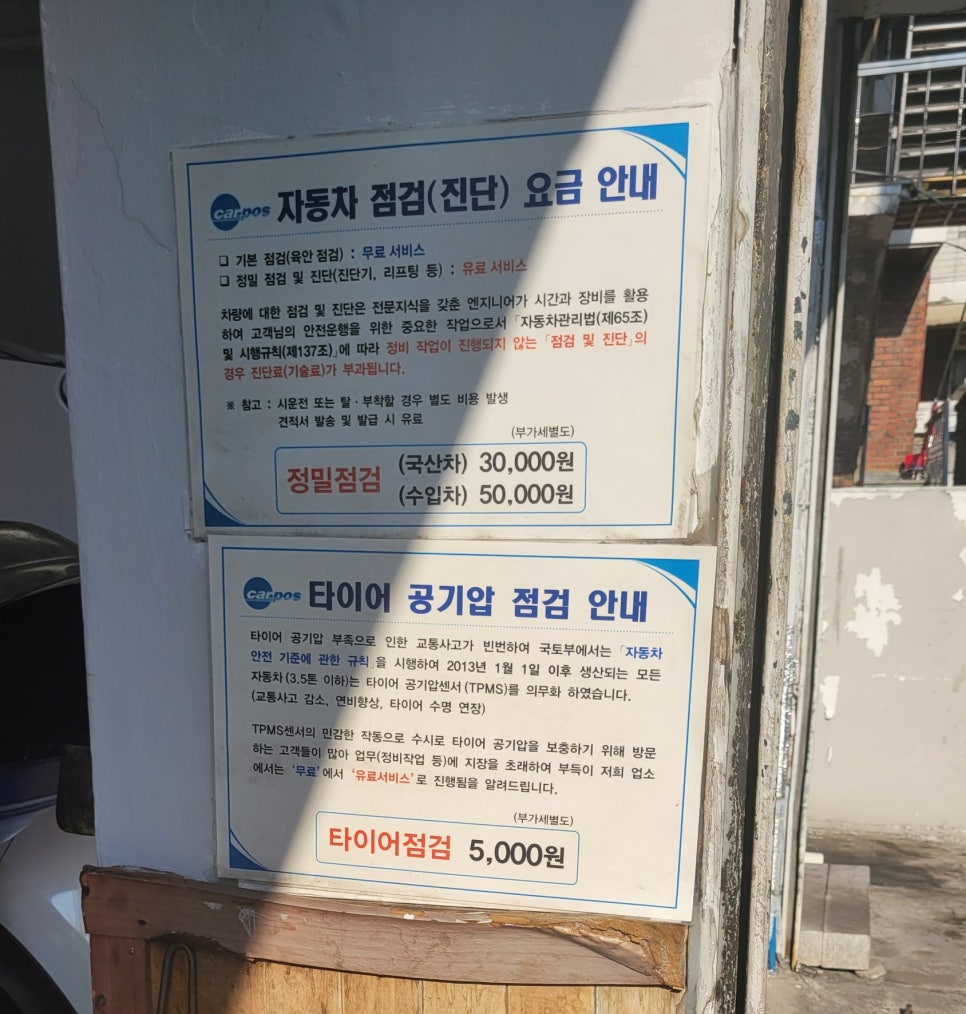 carpos 자동차 점검(진단) 요금 안내
❏ 기본 점검(육안 점검) : 무료 서비스
❏ 정밀 점검 및 진단(진단기, 리프팅 등) : 유료 서비스
차량에 대한 점검 및 진단은 전문지식을 갖춘 엔지니어가 시간과 장비를 활용
하여 고객님의 안전운행을 위한 중요한 작업으로서 「자동차관리법(제65조)
및 시행규칙(제137조)」에 따라 정비 작업이 진행되지 않는 「점검 및 진단」의
경우 진단료(기술료)가 부과됩니다.
※ 참고 : 시운전 또는 탈·부착할 경우 별도 비용 발생
견적서 발송 및 발급 시 유료
(부가세별도)
정밀점검 (국산차) 30,000원
(수입차) 50,000원
carpos 타이어 공기압 점검 안내
타이어 공기압 부족으로 인한 교통사고가 빈번하여 국토부에서는 「자동차
안전 기준에 관한 규칙」을 시행하여 2013년 1월 1일 이후 생산되는 모든
자동차(3.5톤 이하)는 타이어 공기압센서(TPMS)를 의무화 하였습니다.
(교통사고 감소, 연비향상, 타이어 수명 연장)
TPMS센서의 민감한 작동으로 수시로 타이어 공기압을 보충하기 위해 방문
하는 고객들이 많아 업무(정비작업 등)에 지장을 초래하여 부득이 저희 업소
에서는 '무료'에서 '유료서비스'로 진행됨을 알려드립니다.
(부가세별도)
타이어점검 5,000원